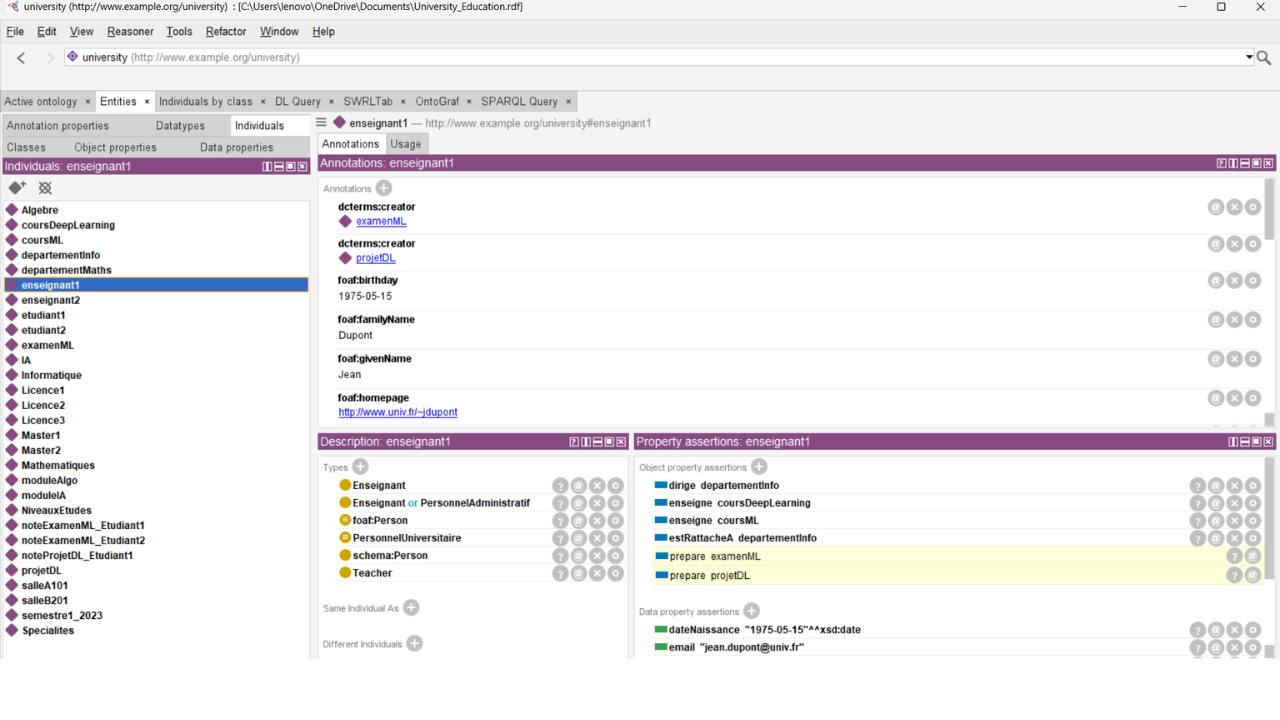 university (http://www.example.org/university) : [C:\Users\lenovo\OneDrive\Documents\University_Education.rdf]
File Edit View Reasoner Tools Refactor Window Help
university (http://www.example.org/university)
Active ontology × Entities × Individuals by class × DL Query × SWRLTab × OntoGraf × SPARQL Query ×
Annotation properties Datatypes Individuals
Classes Object properties Data properties
Individuals: enseignant1
Algebre
coursDeepLearning
coursML
departementInfo
departementMaths
enseignant1
enseignant2
etudiant1
etudiant2
examenML
IA
Informatique
Licence1
Licence2
Licence3
Master1
Master2
Mathematiques
moduleAlgo
moduleIA
NiveauxEtudes
noteExamenML_Etudiant1
noteExamenML_Etudiant2
noteProjetDL_Etudiant1
projetDL
salleA101
salleB201
semestre1_2023
Specialites
enseignant1 — http://www.example.org/university#enseignant1
Annotations Usage
Annotations: enseignant1
Annotations
dcterms:creator
examenML
dcterms:creator
projetDL
foaf:birthday
1975-05-15
foaf:familyName
Dupont
foaf:givenName
Jean
foaf:homepage
http://www.univ.fr/~jdupont
Description: enseignant1
Types
Enseignant
Enseignant or PersonnelAdministratif
foaf:Person
PersonnelUniversitaire
schema:Person
Teacher
Same Individual As
Different Individuals
Property assertions: enseignant1
Object property assertions
dirige departementInfo
enseigne coursDeepLearning
enseigne coursML
estRattacheA departementInfo
prepare examenML
prepare projetDL
Data property assertions
dateNaissance "1975-05-15"^^xsd:date
email "jean.dupont@univ.fr"